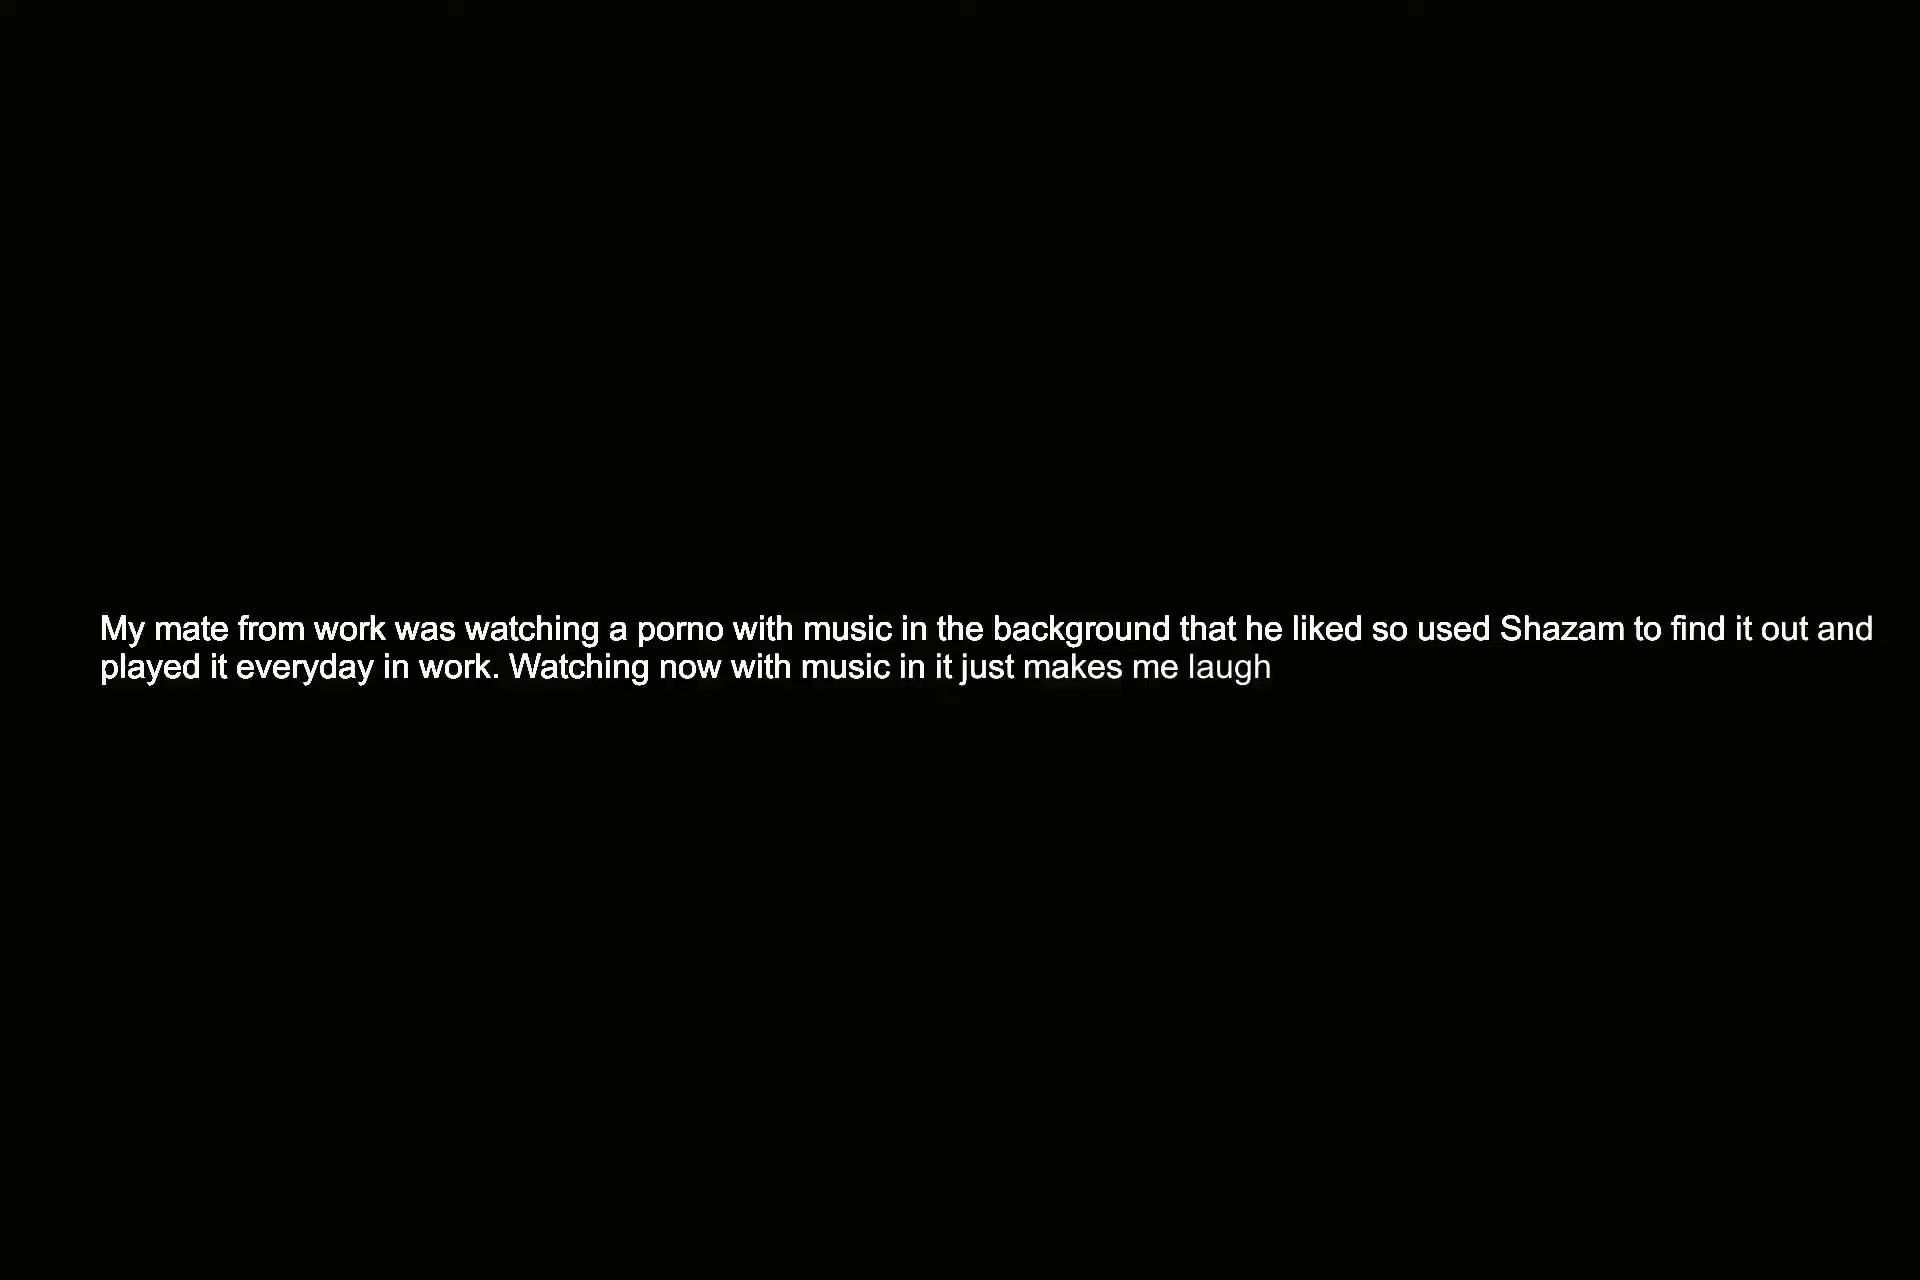 My mate from work was watching a porno with music in the background that he liked so used Shazam to find it out and
played it everyday in work. Watching now with music in it just makes me laugh